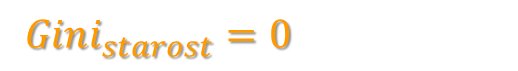 Gini_starost = 0